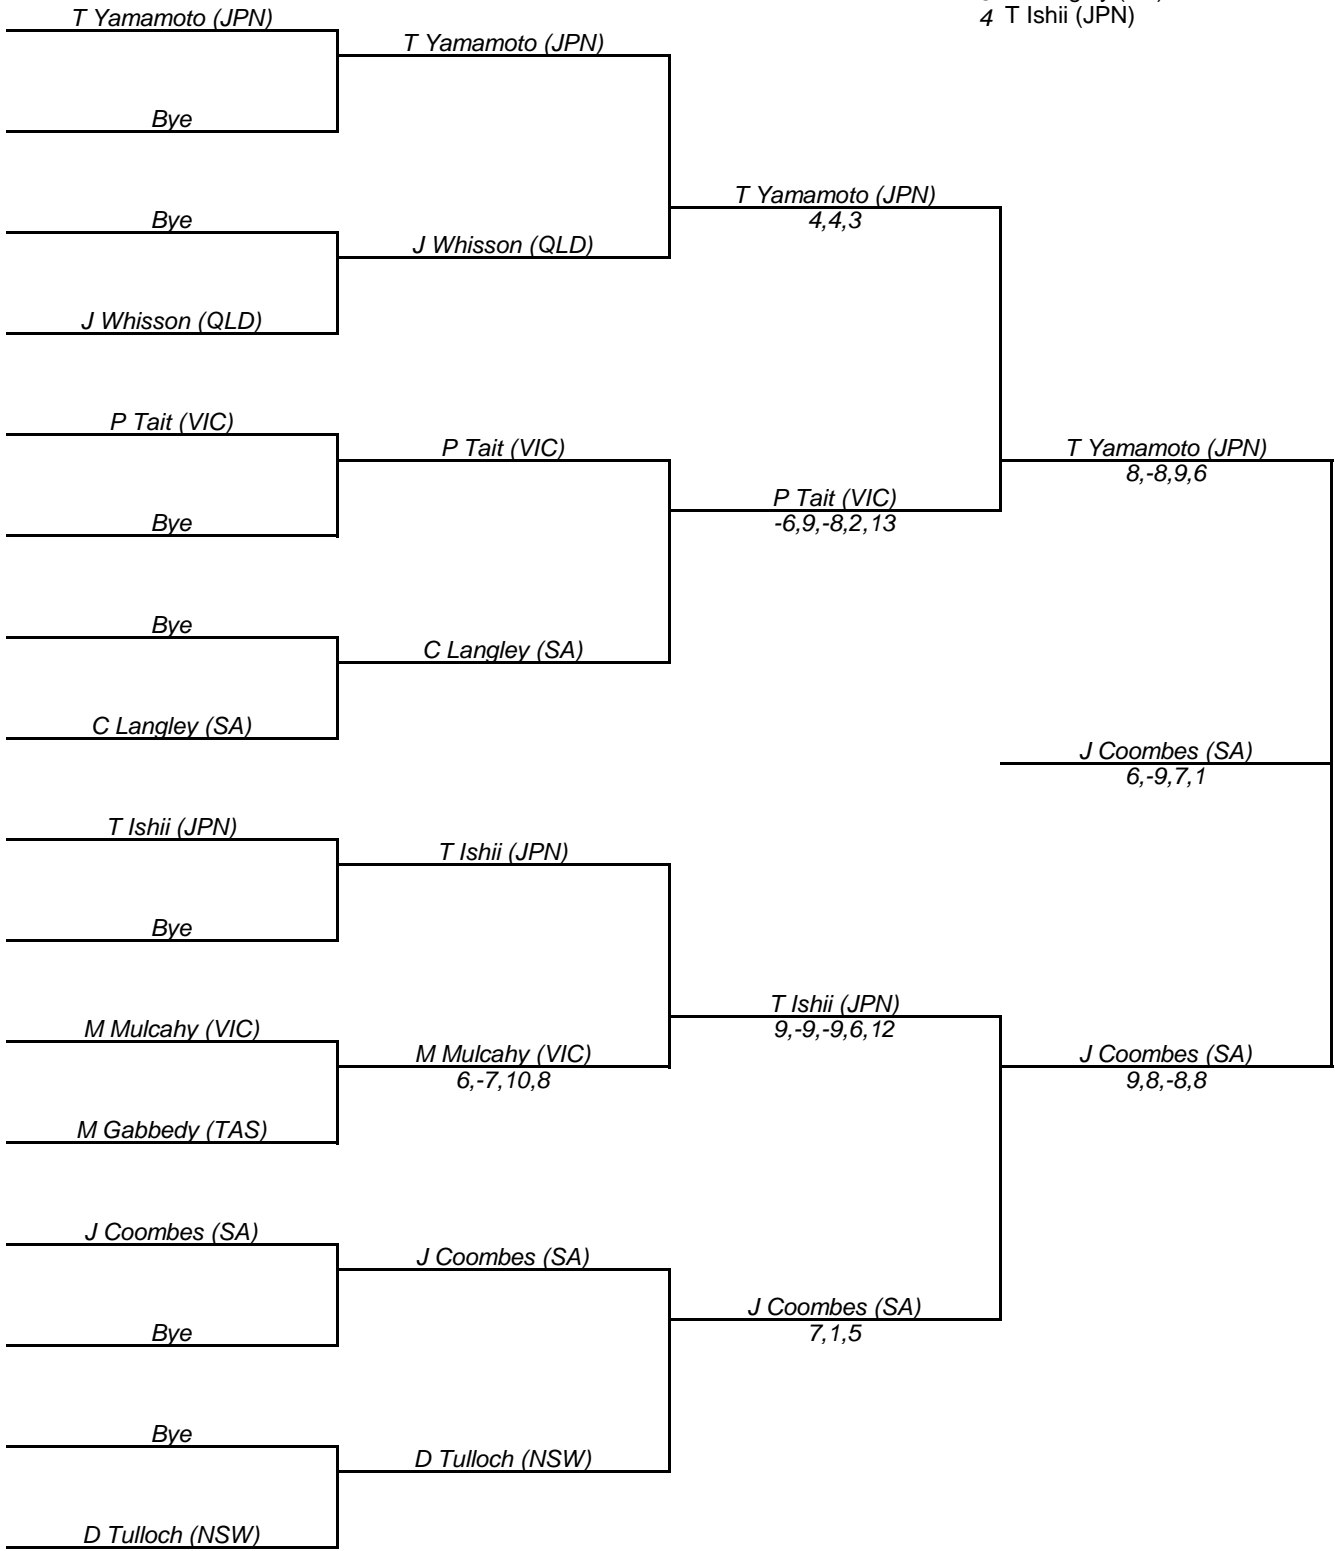 4 T Ishii (JPN)
T Yamamoto (JPN)
T Yamamoto (JPN)
Bye
T Yamamoto (JPN)
4,4,3
Bye
J Whisson (QLD)
J Whisson (QLD)
P Tait (VIC)
P Tait (VIC)
T Yamamoto (JPN)
8,-8,9,6
P Tait (VIC)
-6,9,-8,2,13
Bye
Bye
C Langley (SA)
C Langley (SA)
J Coombes (SA)
6,-9,7,1
T Ishii (JPN)
T Ishii (JPN)
Bye
T Ishii (JPN)
9,-9,-9,6,12
M Mulcahy (VIC)
M Mulcahy (VIC)
6,-7,10,8
J Coombes (SA)
9,8,-8,8
M Gabbedy (TAS)
J Coombes (SA)
J Coombes (SA)
J Coombes (SA)
7,1,5
Bye
Bye
D Tulloch (NSW)
D Tulloch (NSW)